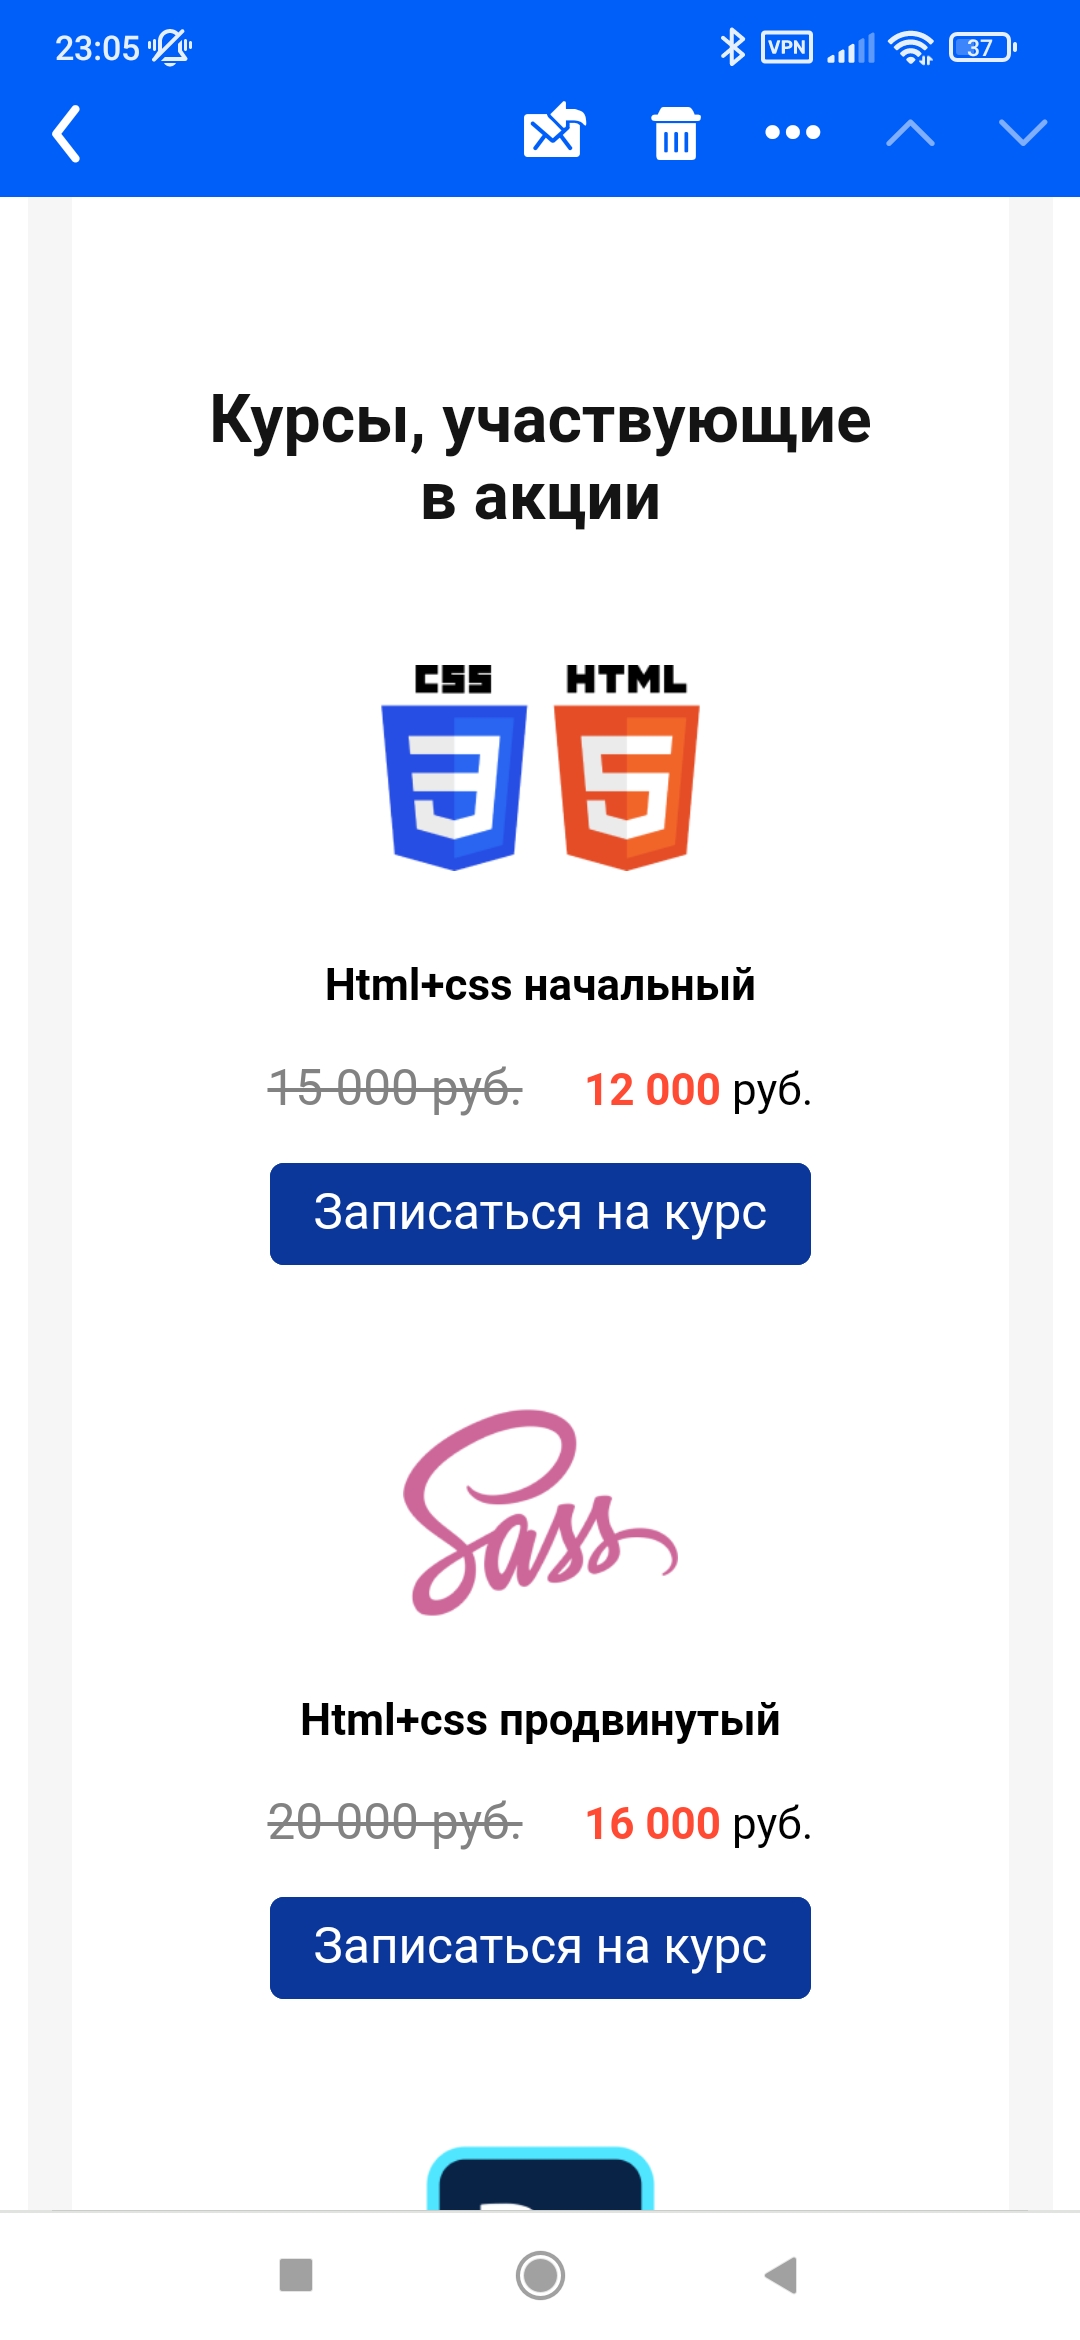 23:05
VPN
37
Курсы, участвующие
в акции
CSS HTML
Html+css начальный
15 000 руб. 12 000 руб.
Записаться на курс
Sass
Html+css продвинутый
20 000 руб. 16 000 руб.
Записаться на курс